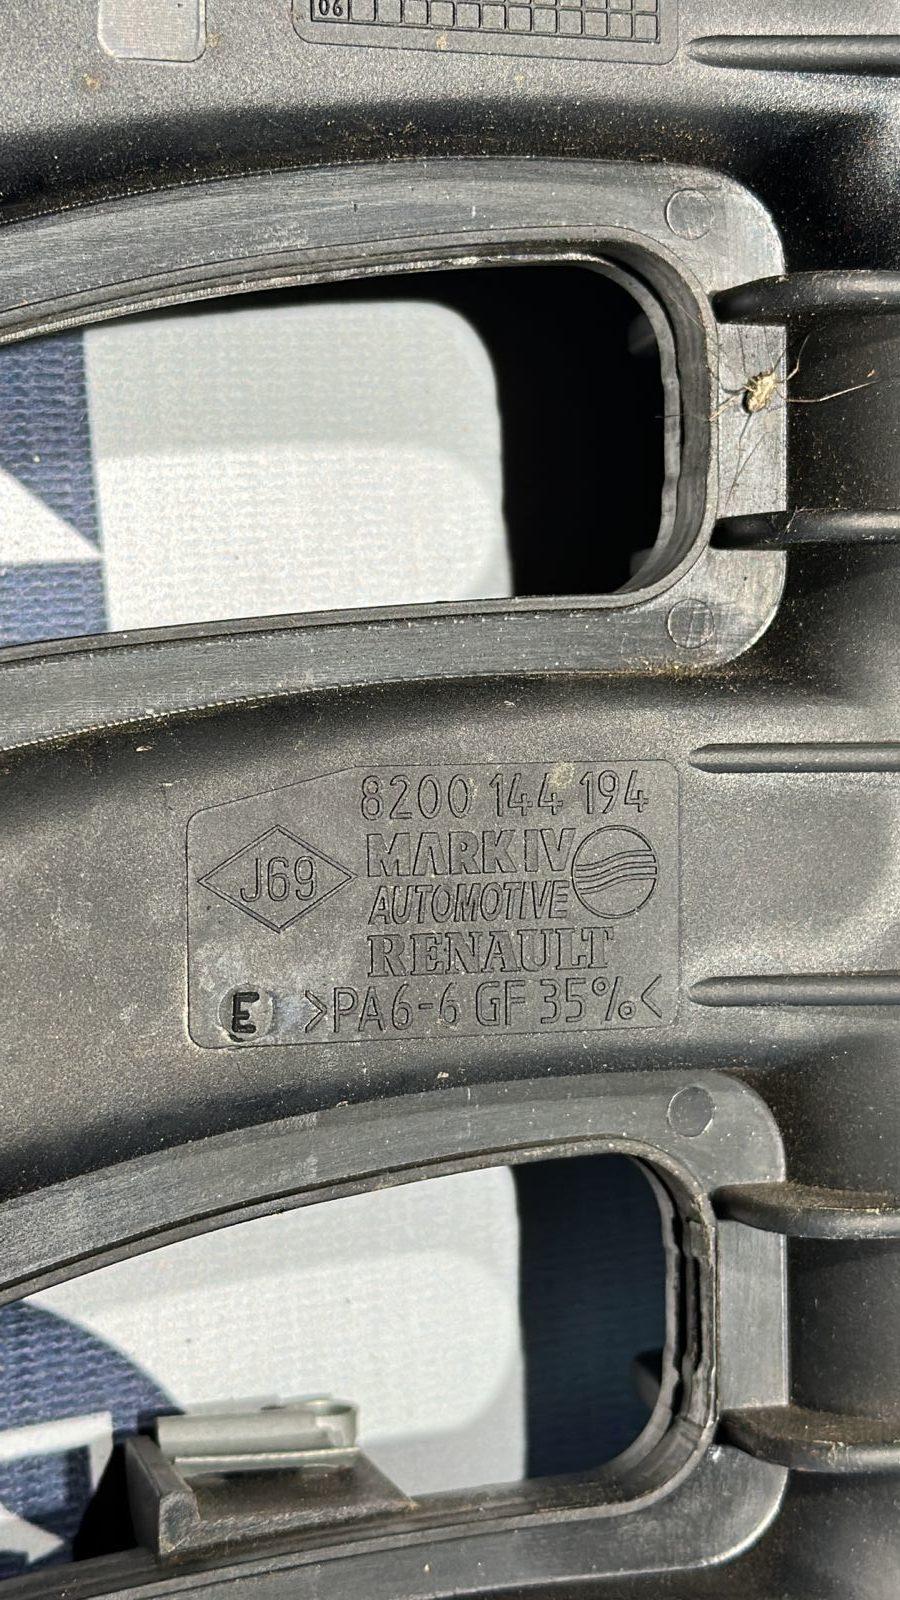 06
8200 144 194
J69
MARK IV
AUTOMOTIVE
RENAULT
E >PA6-6 GF 35%<